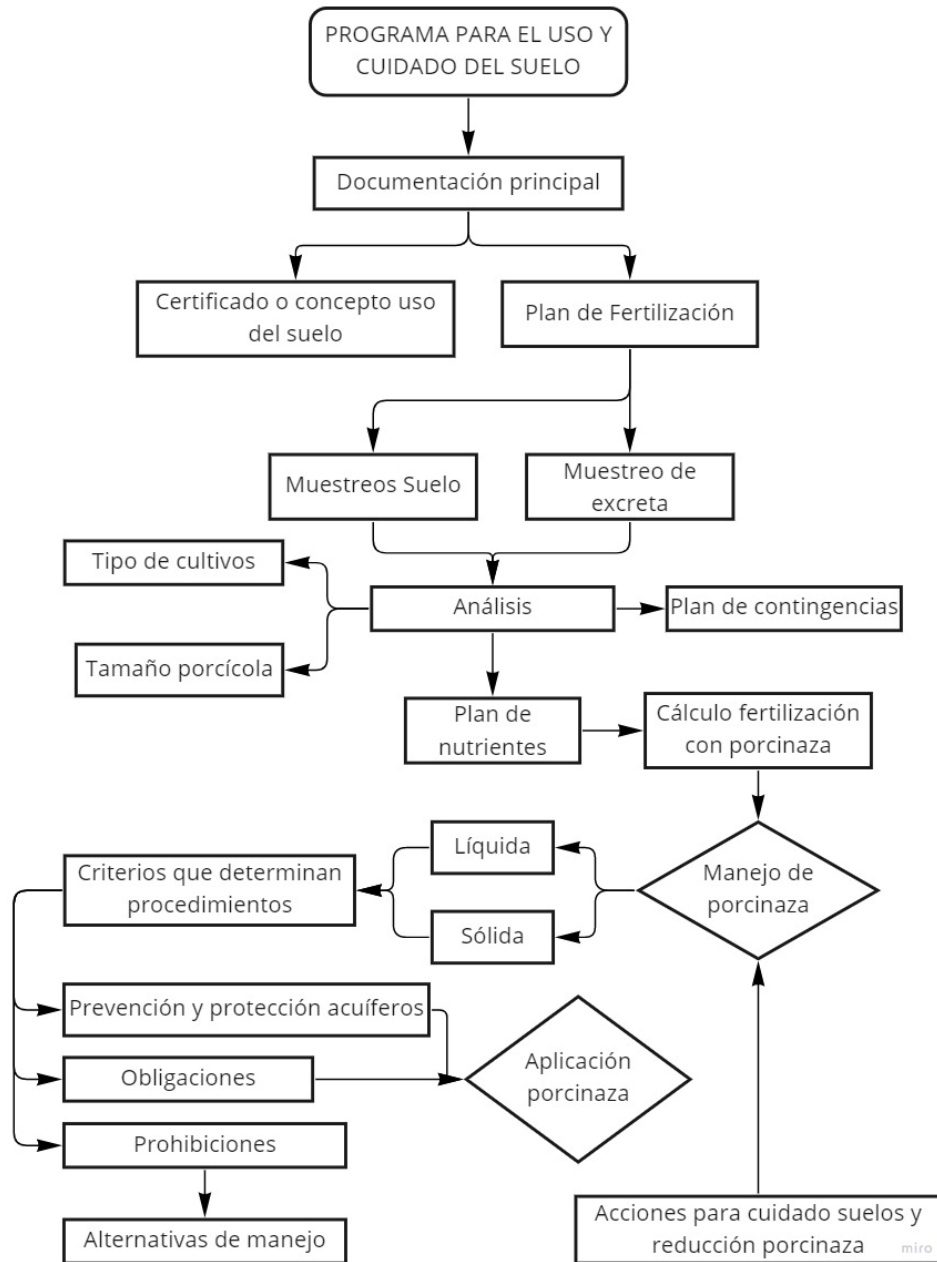 PROGRAMA PARA EL USO Y
CUIDADO DEL SUELO
Documentación principal
Certificado o concepto uso
del suelo
Plan de Fertilización
Muestreos Suelo
Muestreo de
excreta
Tipo de cultivos
Análisis
Plan de contingencias
Tamaño porcícola
Plan de
nutrientes
Cálculo fertilización
con porcinaza
Líquida
Manejo de
porcinaza
Criterios que determinan
procedimientos
Sólida
Prevención y protección acuíferos
Aplicación
porcinaza
Obligaciones
Prohibiciones
Alternativas de manejo
Acciones para cuidado suelos y
reducción porcinaza
miro